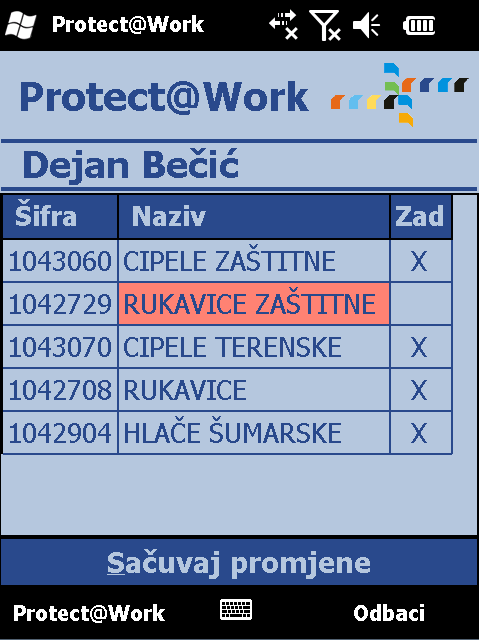 Protect@Work
Protect@Work
Dejan Bečić
Šifra Naziv Zad
1043060 CIPELE ZAŠTITNE X
1042729 RUKAVICE ZAŠTITNE
1043070 CIPELE TERENSKE X
1042708 RUKAVICE X
1042904 HLAČE ŠUMARSKE X
Sačuvaj promjene
Protect@Work Odbaci